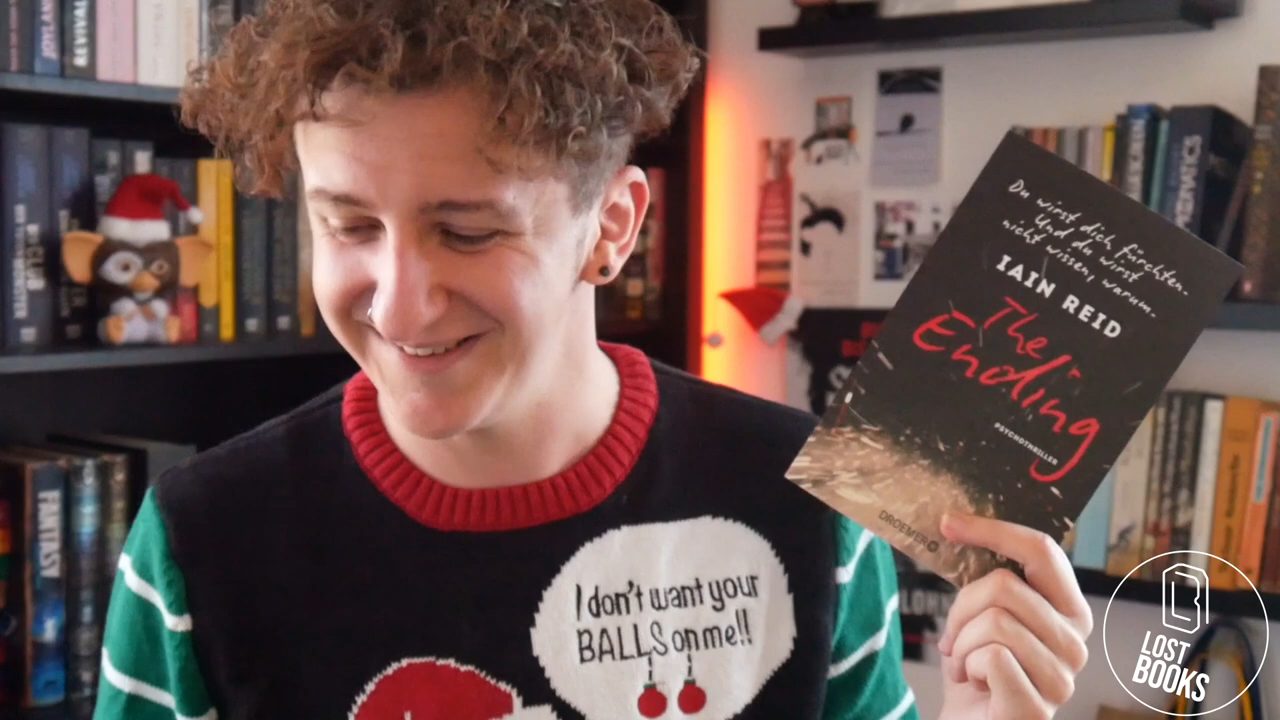 REVIVAL
FANTASY
I don't want your
BALLS on me!!
Du wirst dich fürchten.
Und du wirst
nicht wissen, warum.
IAIN REID
The
Ending
PSYCHOTHRILLER
DROEMER
LOST
BOOKS